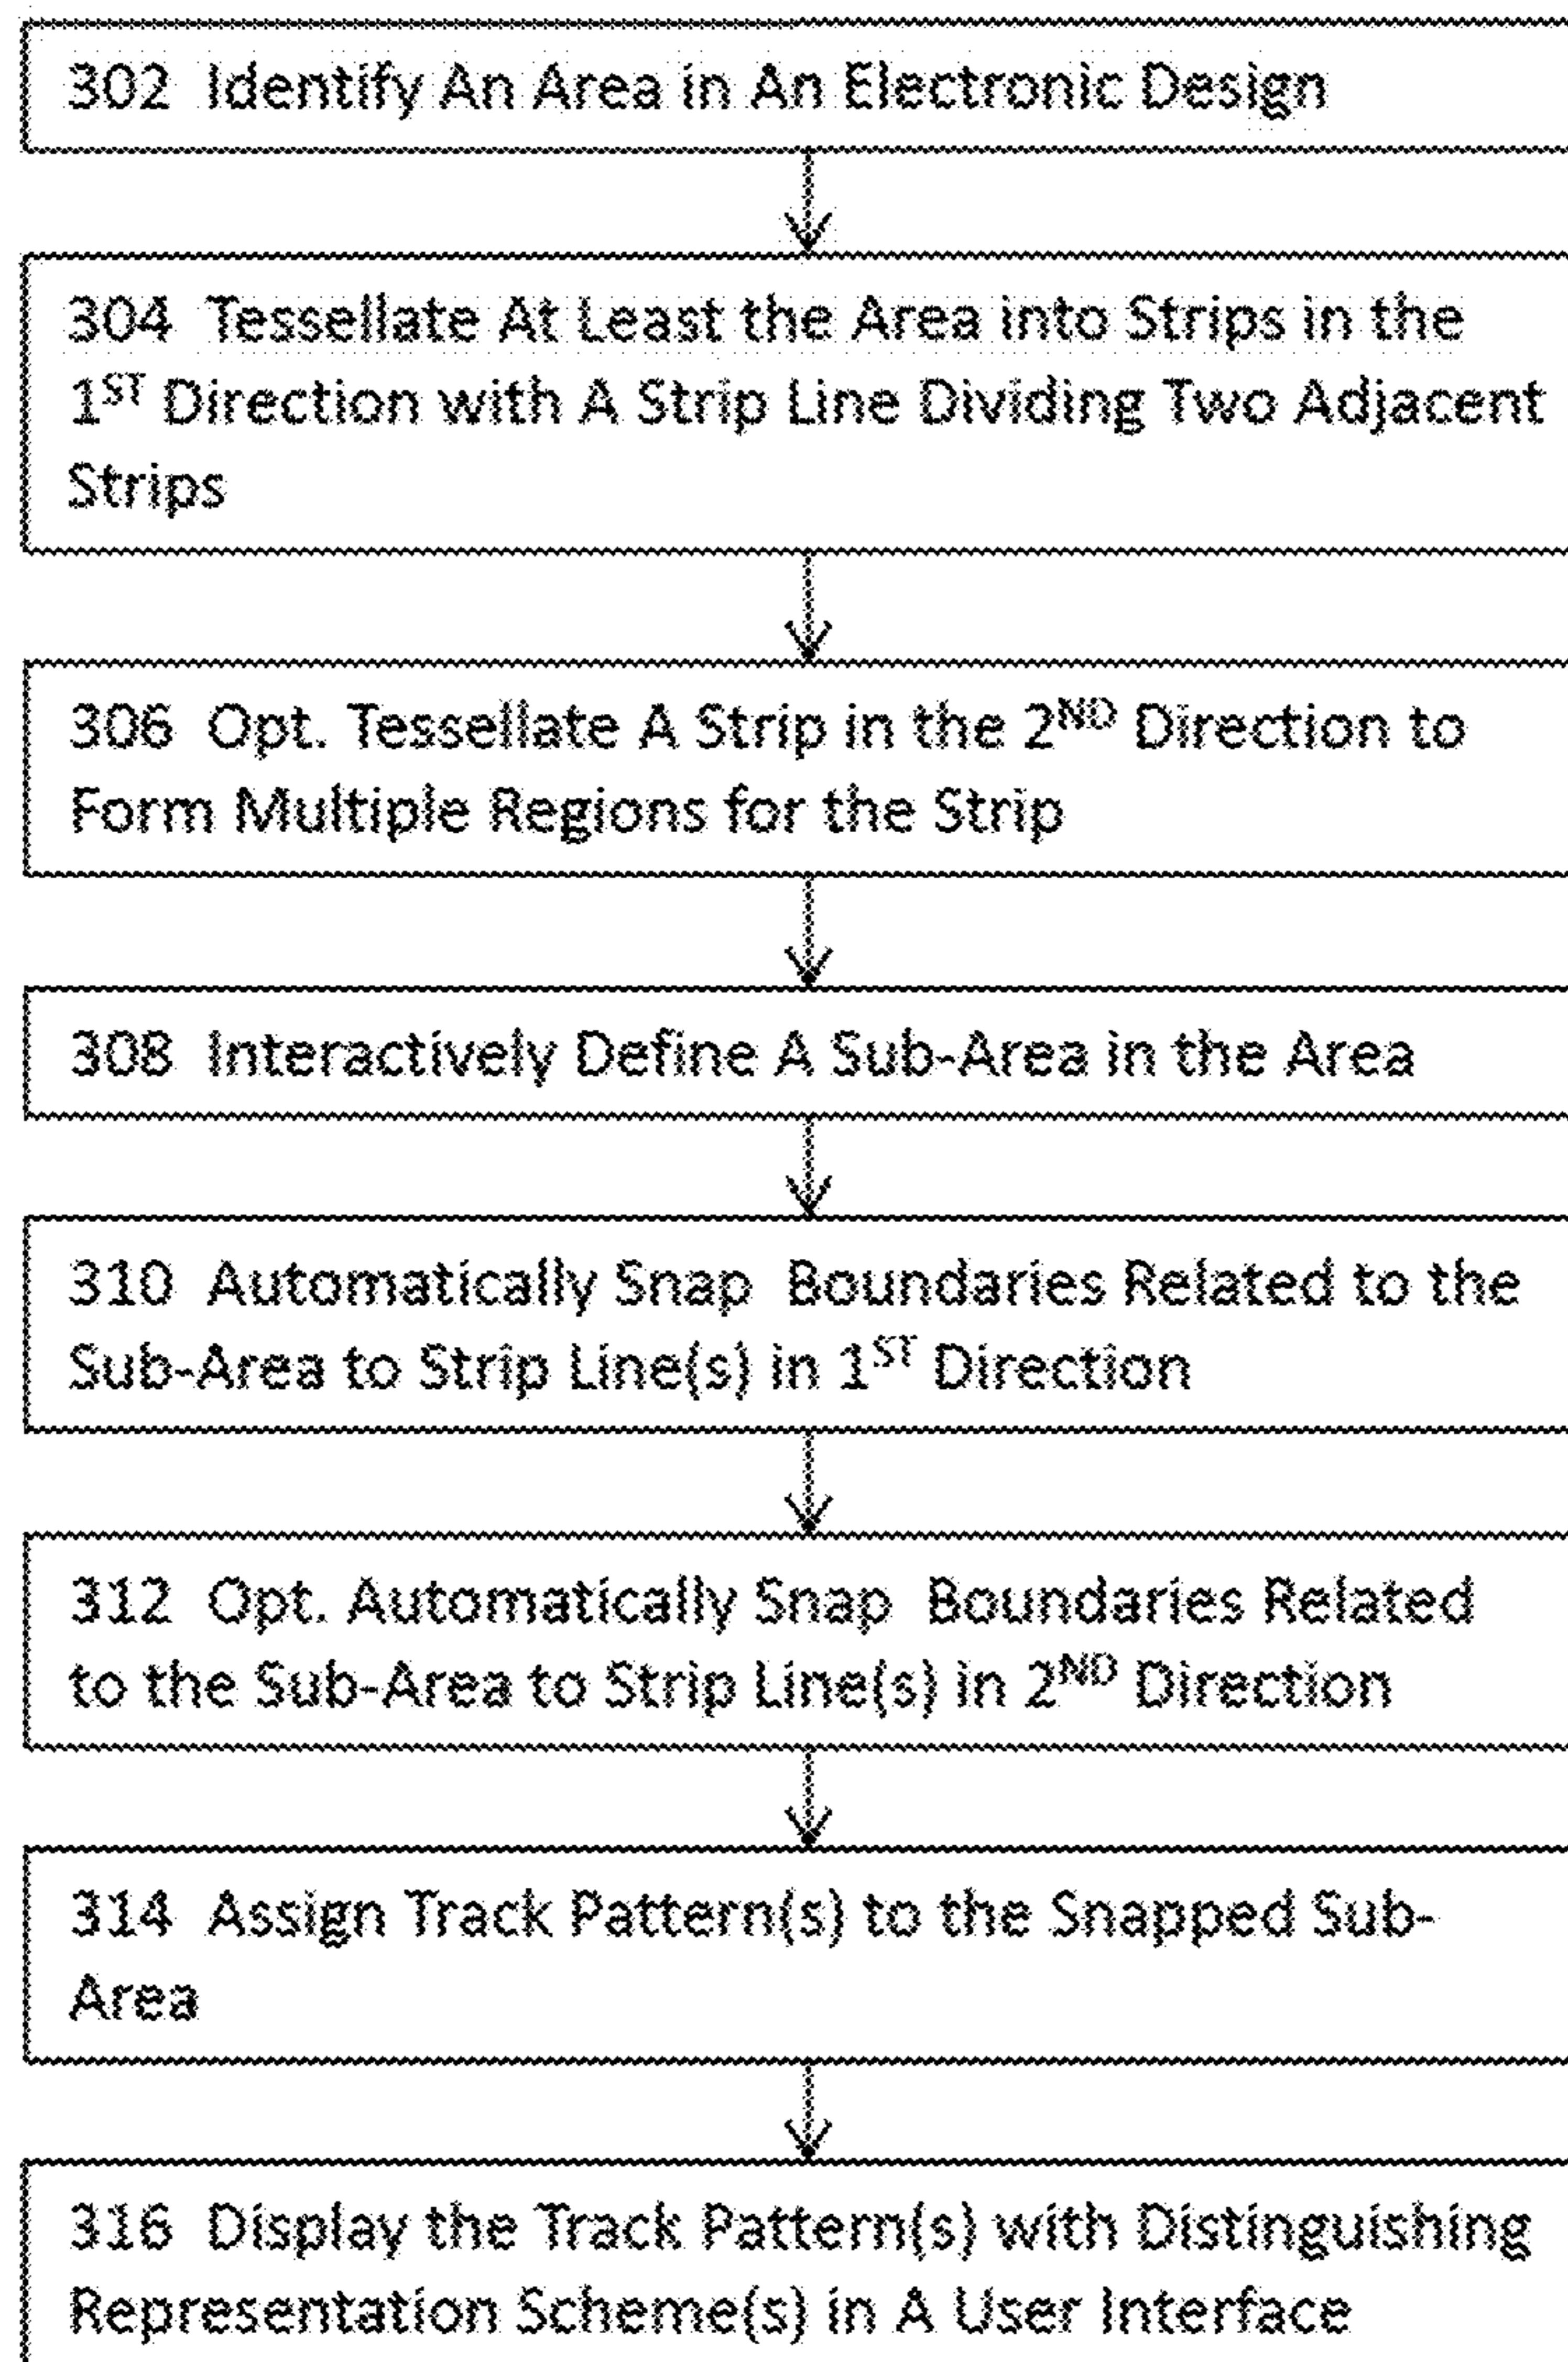 302 Identify An Area in An Electronic Design
304 Tessellate At Least the Area into Strips in the
1ST Direction with A Strip Line Dividing Two Adjacent
Strips
306 Opt. Tessellate A Strip in the 2ND Direction to
Form Multiple Regions for the Strip
308 Interactively Define A Sub-Area in the Area
310 Automatically Snap Boundaries Related to the
Sub-Area to Strip Line(s) in 1ST Direction
312 Opt. Automatically Snap Boundaries Related
to the Sub-Area to Strip Line(s) in 2ND Direction
314 Assign Track Pattern(s) to the Snapped Sub-
Area
316 Display the Track Pattern(s) with Distinguishing
Representation Scheme(s) in A User Interface